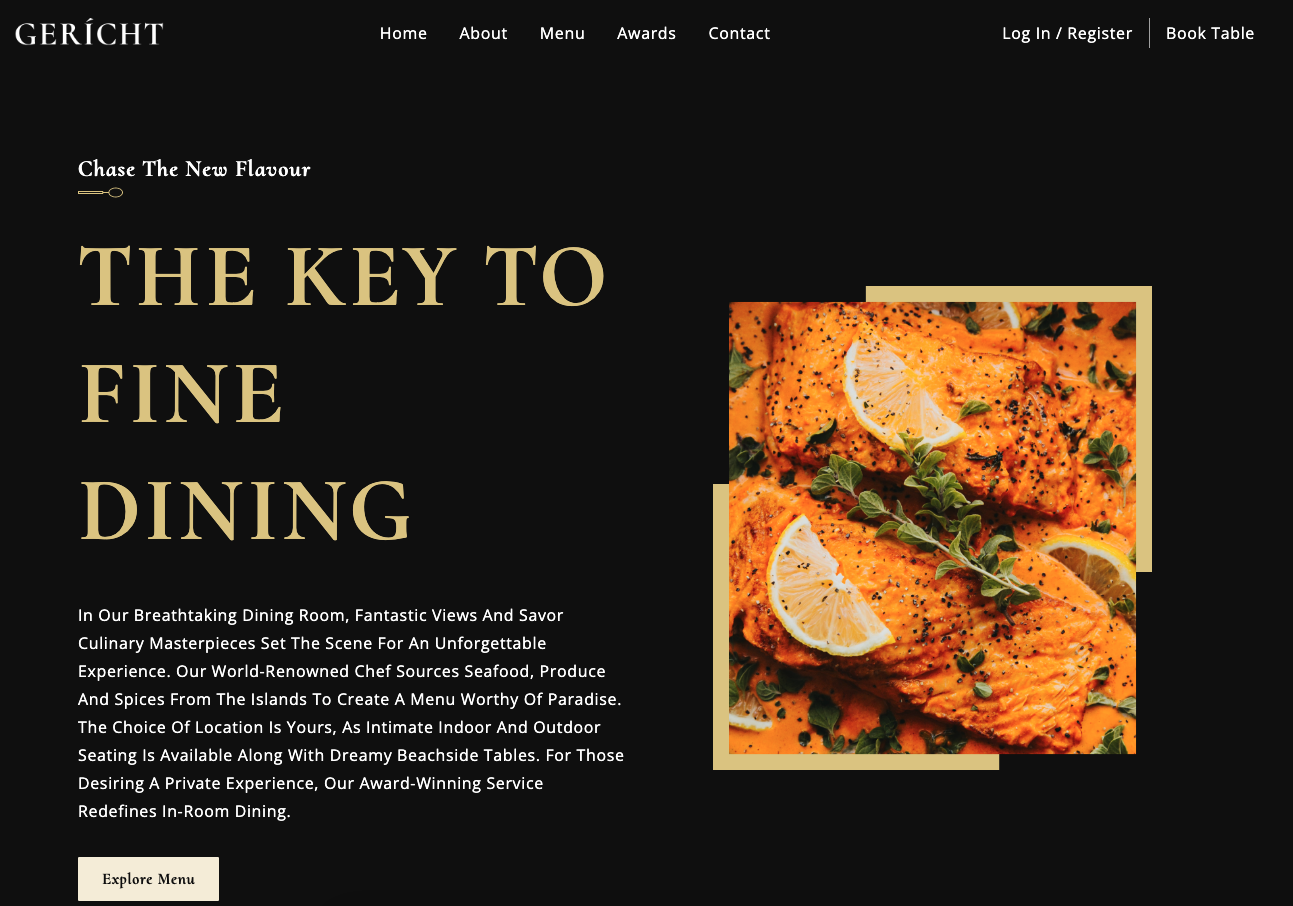 GERÍCHT
Home About Menu Awards Contact Log In / Register Book Table
Chase The New Flavour
THE KEY TO
FINE
DINING
In Our Breathtaking Dining Room, Fantastic Views And Savor
Culinary Masterpieces Set The Scene For An Unforgettable
Experience. Our World-Renowned Chef Sources Seafood, Produce
And Spices From The Islands To Create A Menu Worthy Of Paradise.
The Choice Of Location Is Yours, As Intimate Indoor And Outdoor
Seating Is Available Along With Dreamy Beachside Tables. For Those
Desiring A Private Experience, Our Award-Winning Service
Redefines In-Room Dining.
Explore Menu